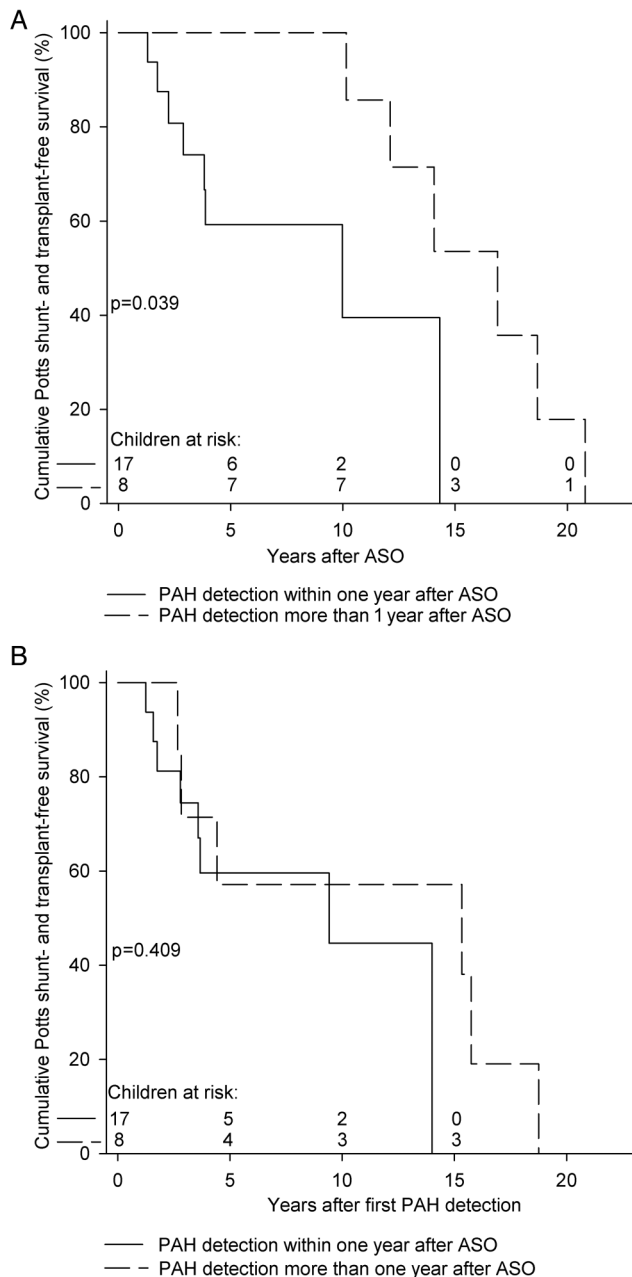 A
Cumulative Potts shunt- and transplant-free survival (%)
100
80
60
40
20
0
p=0.039
Children at risk:
17 6 2 0 0
8 7 7 3 1
0 5 10 15 20
Years after ASO
PAH detection within one year after ASO
PAH detection more than 1 year after ASO
B
Cumulative Potts shunt- and transplant-free survival (%)
100
80
60
40
20
0
p=0.409
Children at risk:
17 5 2 0
8 4 3 3
0 5 10 15 20
Years after first PAH detection
PAH detection within one year after ASO
PAH detection more than one year after ASO